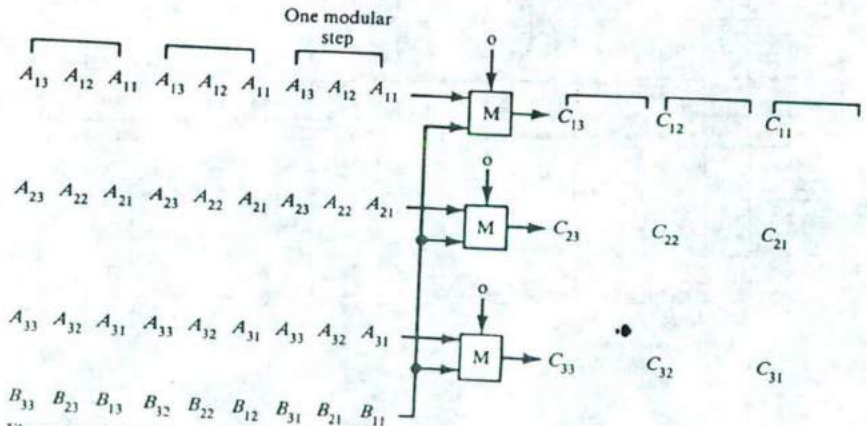 One modular
step
o
A13 A12 A11 A13 A12 A11 A13 A12 A11
M
C13 C12 C11
o
A23 A22 A21 A23 A22 A21 A23 A22 A21
M
C23 C22 C21
o
A33 A32 A31 A33 A32 A31 A33 A32 A31
M
C33 C32 C31
B33 B23 B13 B32 B22 B12 B31 B21 B11